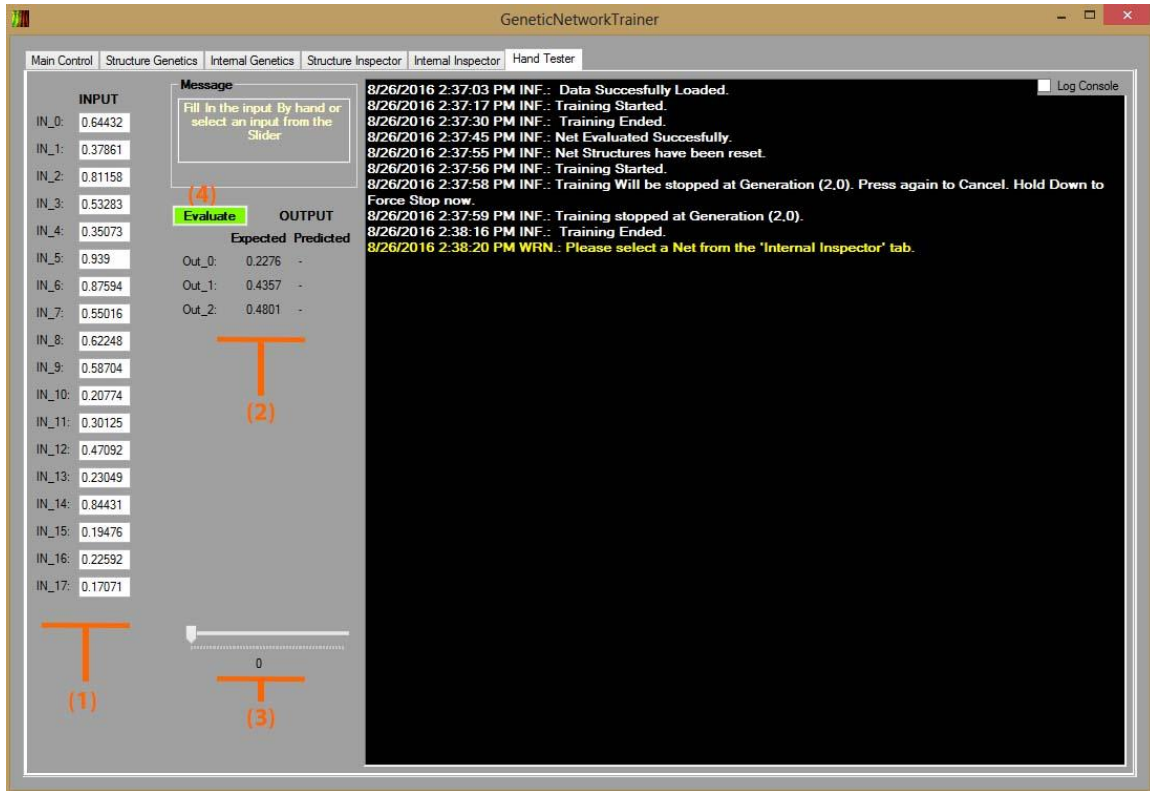 GeneticNetworkTrainer
Main Control Structure Genetics Internal Genetics Structure Inspector Internal Inspector Hand Tester
INPUT
IN_0: 0.64432
IN_1: 0.37861
IN_2: 0.81158
IN_3: 0.53283
IN_4: 0.35073
IN_5: 0.939
IN_6: 0.87594
IN_7: 0.55016
IN_8: 0.62248
IN_9: 0.58704
IN_10: 0.20774
IN_11: 0.30125
IN_12: 0.47092
IN_13: 0.23049
IN_14: 0.84431
IN_15: 0.19476
IN_16: 0.22592
IN_17: 0.17071
(1)
Message
Fill In the input By hand or
select an input from the
Slider
(4)
Evaluate OUTPUT
Expected Predicted
Out_0: 0.2276 -
Out_1: 0.4357 -
Out_2: 0.4801 -
(2)
0
(3)
Log Console
8/26/2016 2:37:03 PM INF.: Data Succesfully Loaded.
8/26/2016 2:37:17 PM INF.: Training Started.
8/26/2016 2:37:30 PM INF.: Training Ended.
8/26/2016 2:37:45 PM INF.: Net Evaluated Succesfully.
8/26/2016 2:37:55 PM INF.: Net Structures have been reset.
8/26/2016 2:37:56 PM INF.: Training Started.
8/26/2016 2:37:58 PM INF.: Training Will be stopped at Generation (2,0). Press again to Cancel. Hold Down to
Force Stop now.
8/26/2016 2:37:59 PM INF.: Training stopped at Generation (2,0).
8/26/2016 2:38:16 PM INF.: Training Ended.
8/26/2016 2:38:20 PM WRN.: Please select a Net from the 'Internal Inspector' tab.